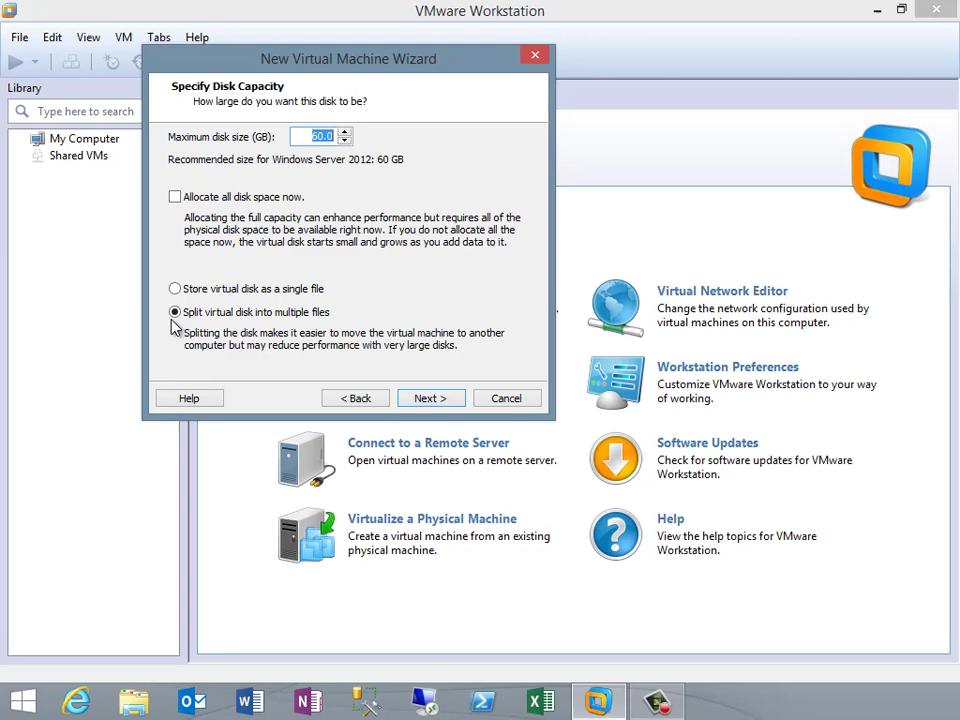 VMware Workstation
File Edit View VM Tabs Help
Library
Type here to search
My Computer
Shared VMs
New Virtual Machine Wizard
Specify Disk Capacity
How large do you want this disk to be?
Maximum disk size (GB): 60.0
Recommended size for Windows Server 2012: 60 GB
Allocate all disk space now.
Allocating the full capacity can enhance performance but requires all of the
physical disk space to be available right now. If you do not allocate all the
space now, the virtual disk starts small and grows as you add data to it.
Store virtual disk as a single file
Split virtual disk into multiple files
Splitting the disk makes it easier to move the virtual machine to another
computer but may reduce performance with very large disks.
Help
< Back
Next >
Cancel
Virtual Network Editor
Change the network configuration used by
virtual machines on this computer.
Workstation Preferences
Customize VMware Workstation to your way
of working.
Connect to a Remote Server
Open virtual machines on a remote server.
Software Updates
Check for software updates for VMware
Workstation.
Virtualize a Physical Machine
Create a virtual machine from an existing
physical machine.
Help
View the help topics for VMware
Workstation.